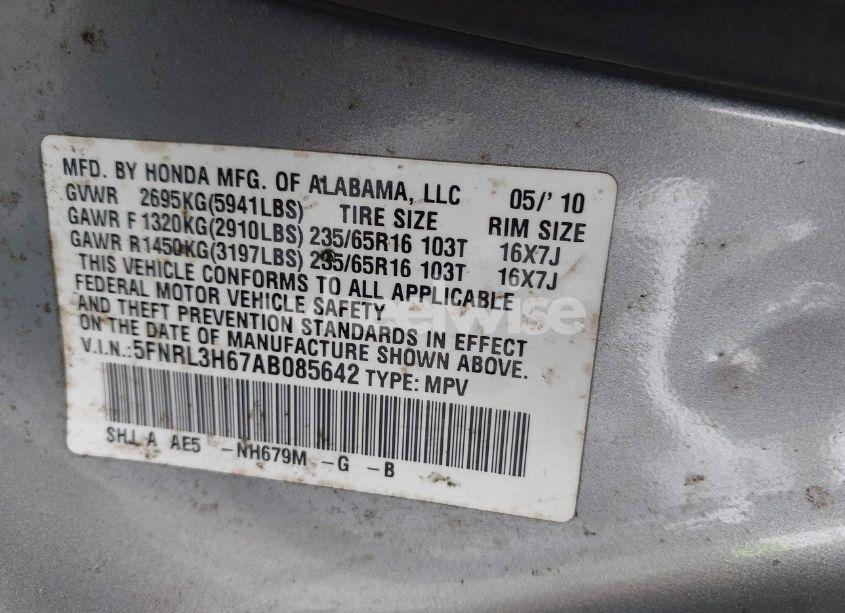 MFD. BY HONDA MFG. OF ALABAMA, LLC 05/' 10
GVWR 2695KG(5941LBS) TIRE SIZE RIM SIZE
GAWR F 1320KG(2910LBS) 235/65R16 103T 16X7J
GAWR R1450KG(3197LBS) 235/65R16 103T 16X7J
THIS VEHICLE CONFORMS TO ALL APPLICABLE
FEDERAL MOTOR VEHICLE SAFETY
AND THEFT PREVENTION STANDARDS IN EFFECT
ON THE DATE OF MANUFACTURE SHOWN ABOVE.
V.I.N.:5FNRL3H67AB085642 TYPE: MPV
SHJ A AE5 -NH679M -G -B